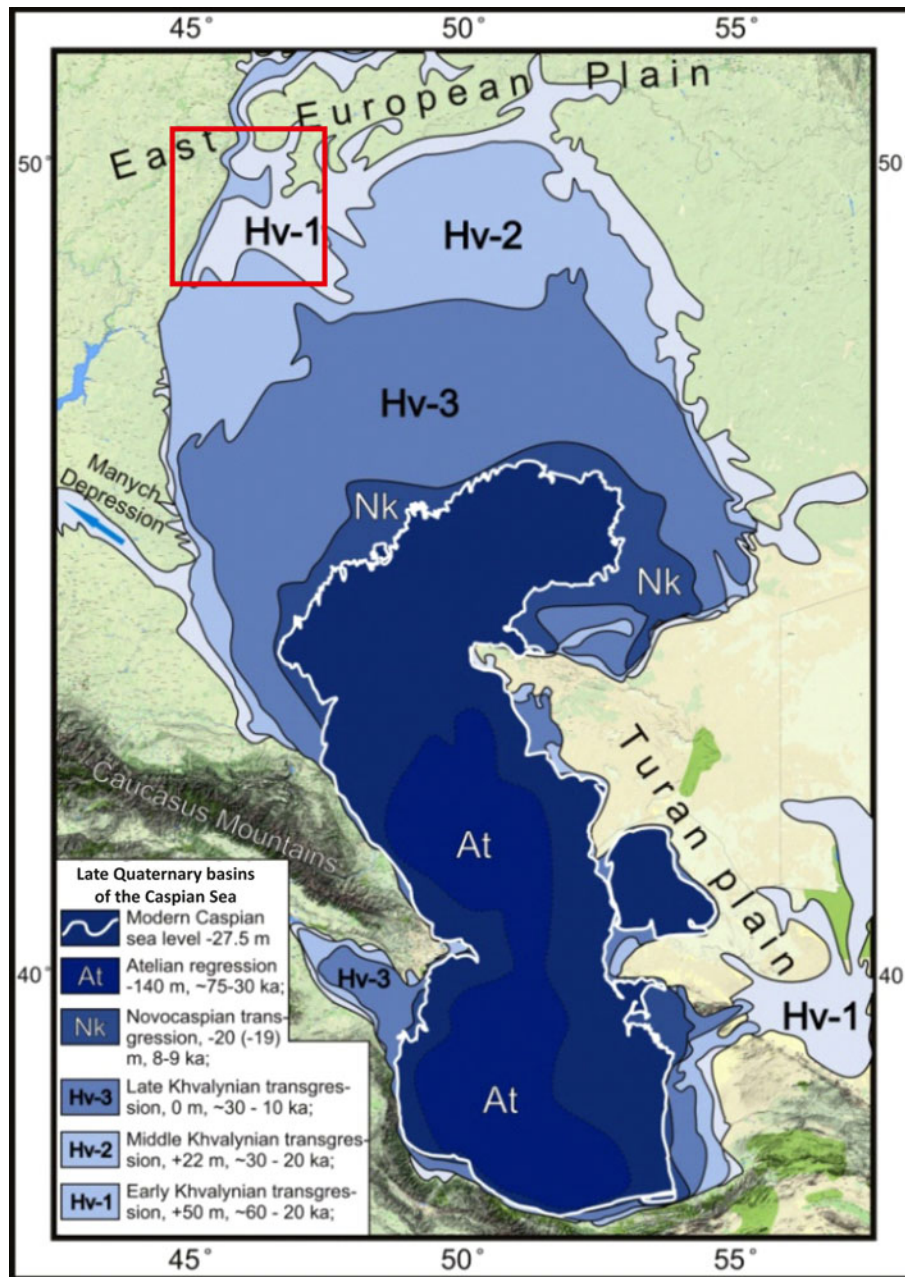 45° 50° 55°
East European Plain
50 50
Hv-1
Hv-2
Hv-3
Manych
Depression
Nk
Nk
Turan plain
Caucasus Mountains
At
Late Quaternary basins
of the Caspian Sea
Modern Caspian
sea level -27.5 m
At Atelian regression
-140 m, ~75-30 ka;
Nk Novocaspian trans-
gression, -20 (-19)
m, 8-9 ka;
Hv-3 Late Khvalynian transgres-
sion, 0 m, ~30 - 10 ka;
Hv-2 Middle Khvalynian transgres-
sion, +22 m, ~30 - 20 ka;
Hv-1 Early Khvalynian transgres-
sion, +50 m, ~60 - 20 ka;
40° 40°
Hv-3
Hv-1
At
45° 50° 55°